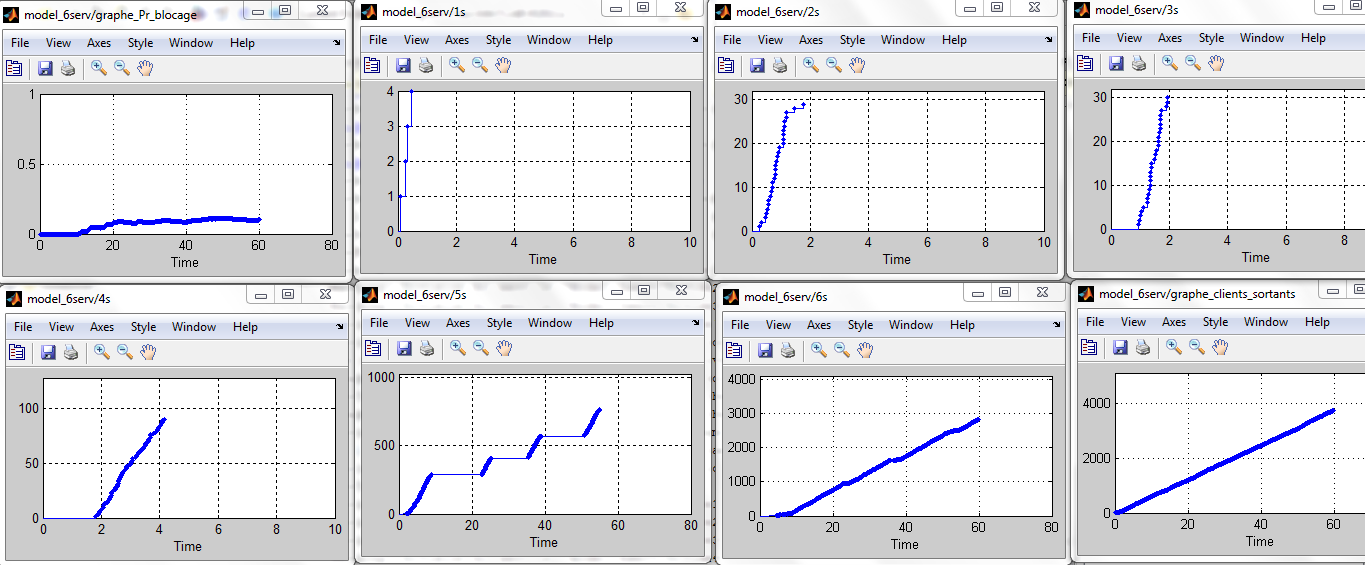 model_6serv/graphe_Pr_blocage
File View Axes Style Window Help
1
0.5
0
0 20 40 60 80
Time
model_6serv/1s
File View Axes Style Window Help
4
3
2
1
0
0 2 4 6 8 10
Time
model_6serv/2s
File View Axes Style Window Help
30
20
10
0
0 2 4 6 8 10
Time
model_6serv/3s
File View Axes Style Window Help
30
20
10
0
0 2 4 6 8
Time
model_6serv/4s
File View Axes Style Window Help
100
50
0
0 2 4 6 8 10
Time
model_6serv/5s
File View Axes Style Window Help
1000
500
0
0 20 40 60 80
Time
model_6serv/6s
File View Axes Style Window Help
4000
3000
2000
1000
0
0 20 40 60 80
Time
model_6serv/graphe_clients_sortants
File View Axes Style Window Help
4000
2000
0
0 20 40 60
Time